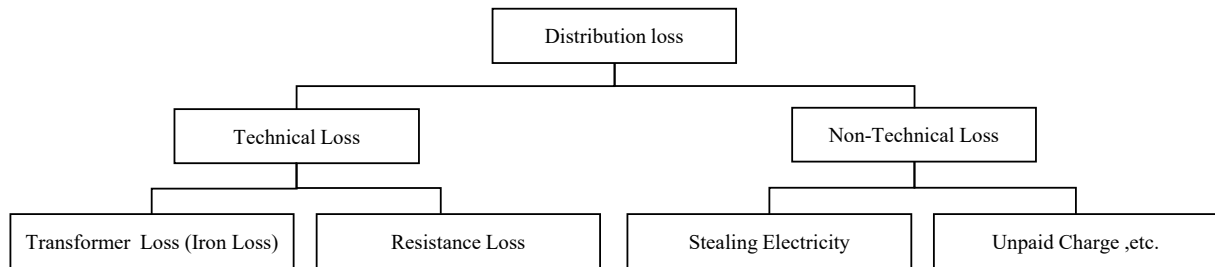 Distribution loss
Technical Loss
Non-Technical Loss
Transformer  Loss (Iron Loss)
Resistance Loss
Stealing Electricity
Unpaid Charge ,etc.